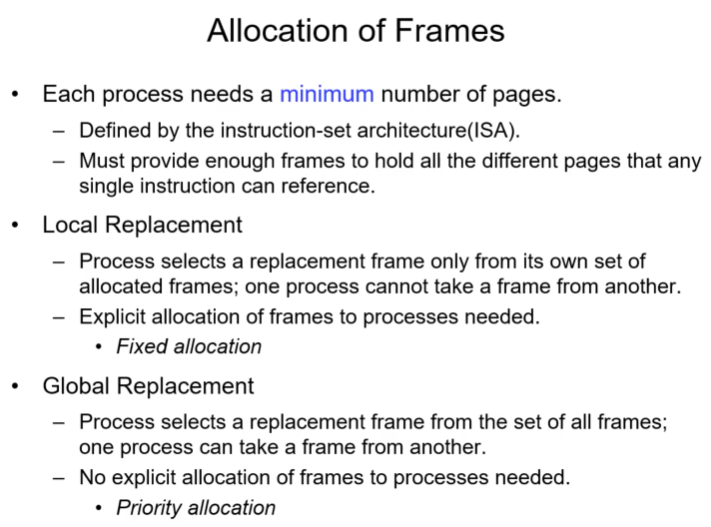 Allocation of Frames
• Each process needs a minimum number of pages.
– Defined by the instruction-set architecture(ISA).
– Must provide enough frames to hold all the different pages that any
single instruction can reference.
• Local Replacement
– Process selects a replacement frame only from its own set of
allocated frames; one process cannot take a frame from another.
– Explicit allocation of frames to processes needed.
• Fixed allocation
• Global Replacement
– Process selects a replacement frame from the set of all frames;
one process can take a frame from another.
– No explicit allocation of frames to processes needed.
• Priority allocation